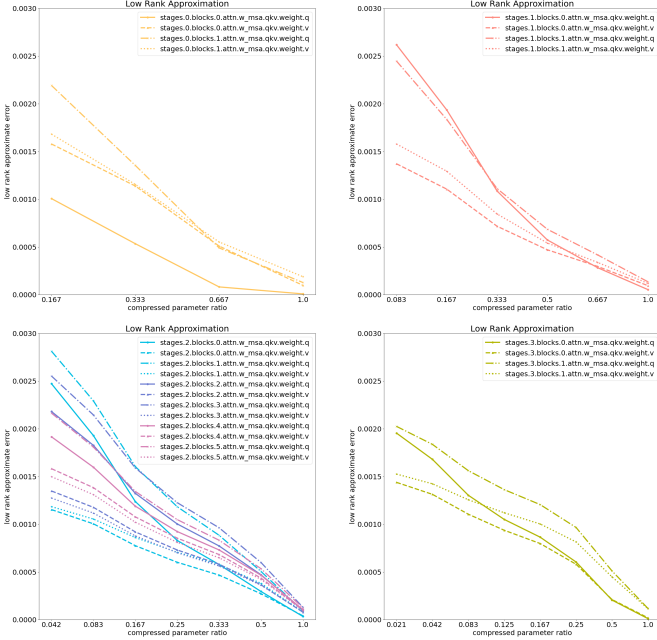 Low Rank Approximation
0.0030
0.0025
0.0020
0.0015
0.0010
0.0005
0.0000
low rank approximate error
stages.0.blocks.0.attn.w_msa.qkv.weight.q
stages.0.blocks.0.attn.w_msa.qkv.weight.v
stages.0.blocks.1.attn.w_msa.qkv.weight.q
stages.0.blocks.1.attn.w_msa.qkv.weight.v
0.167 0.333 0.667 1.0
compressed parameter ratio
Low Rank Approximation
0.0030
0.0025
0.0020
0.0015
0.0010
0.0005
0.0000
low rank approximate error
stages.1.blocks.0.attn.w_msa.qkv.weight.q
stages.1.blocks.0.attn.w_msa.qkv.weight.v
stages.1.blocks.1.attn.w_msa.qkv.weight.q
stages.1.blocks.1.attn.w_msa.qkv.weight.v
0.083 0.167 0.333 0.5 0.667 1.0
compressed parameter ratio
Low Rank Approximation
0.0030
0.0025
0.0020
0.0015
0.0010
0.0005
0.0000
low rank approximate error
stages.2.blocks.0.attn.w_msa.qkv.weight.q
stages.2.blocks.0.attn.w_msa.qkv.weight.v
stages.2.blocks.1.attn.w_msa.qkv.weight.q
stages.2.blocks.1.attn.w_msa.qkv.weight.v
stages.2.blocks.2.attn.w_msa.qkv.weight.q
stages.2.blocks.2.attn.w_msa.qkv.weight.v
stages.2.blocks.3.attn.w_msa.qkv.weight.q
stages.2.blocks.3.attn.w_msa.qkv.weight.v
stages.2.blocks.4.attn.w_msa.qkv.weight.q
stages.2.blocks.4.attn.w_msa.qkv.weight.v
stages.2.blocks.5.attn.w_msa.qkv.weight.q
stages.2.blocks.5.attn.w_msa.qkv.weight.v
0.042 0.083 0.167 0.25 0.333 0.5 1.0
compressed parameter ratio
Low Rank Approximation
0.0030
0.0025
0.0020
0.0015
0.0010
0.0005
0.0000
low rank approximate error
stages.3.blocks.0.attn.w_msa.qkv.weight.q
stages.3.blocks.0.attn.w_msa.qkv.weight.v
stages.3.blocks.1.attn.w_msa.qkv.weight.q
stages.3.blocks.1.attn.w_msa.qkv.weight.v
0.021 0.042 0.083 0.125 0.167 0.25 0.5 1.0
compressed parameter ratio